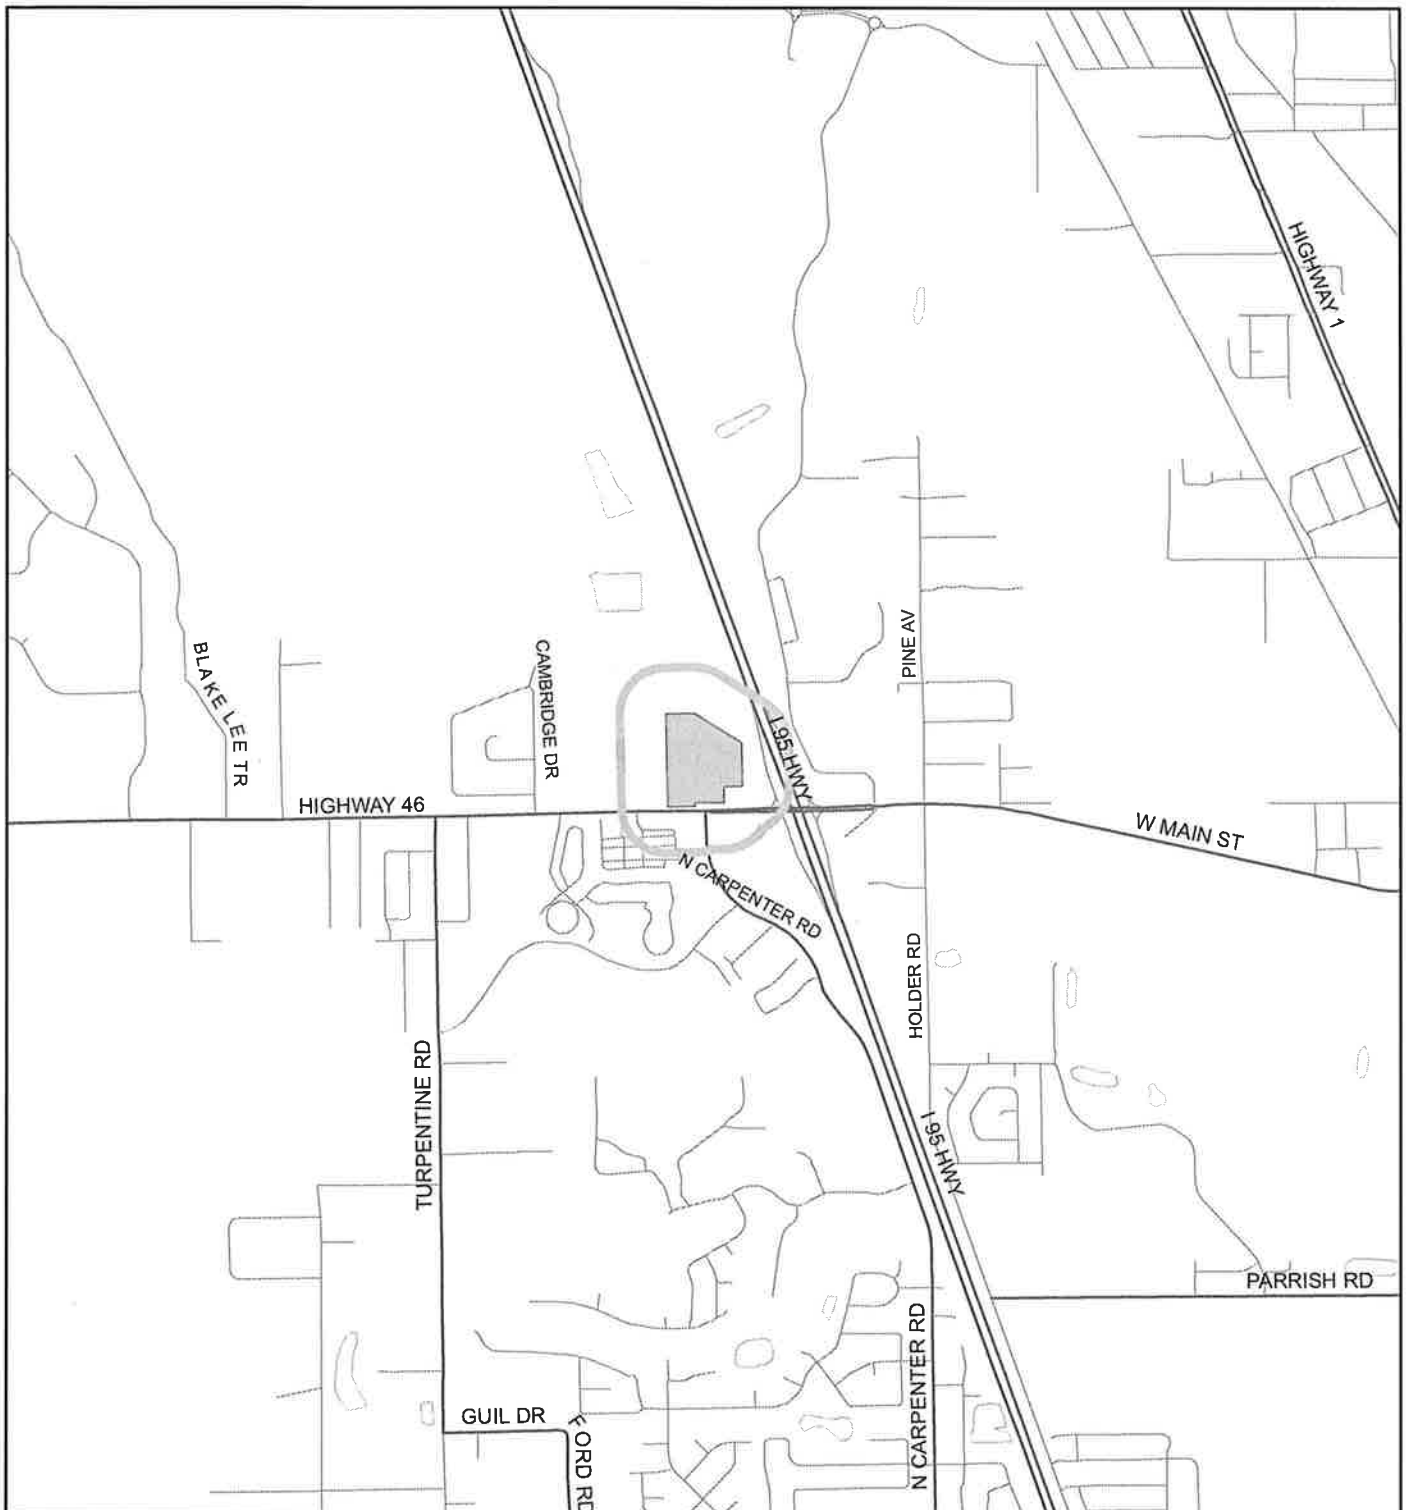 HIGHWAY 1
PINE AV
CAMBRIDGE DR
BLAKE LEE TR
I 95 HWY
HIGHWAY 46
W MAIN ST
N CARPENTER RD
HOLDER RD
TURPENTINE RD
I 95 HWY
PARRISH RD
N CARPENTER RD
GUIL DR
FORD RD